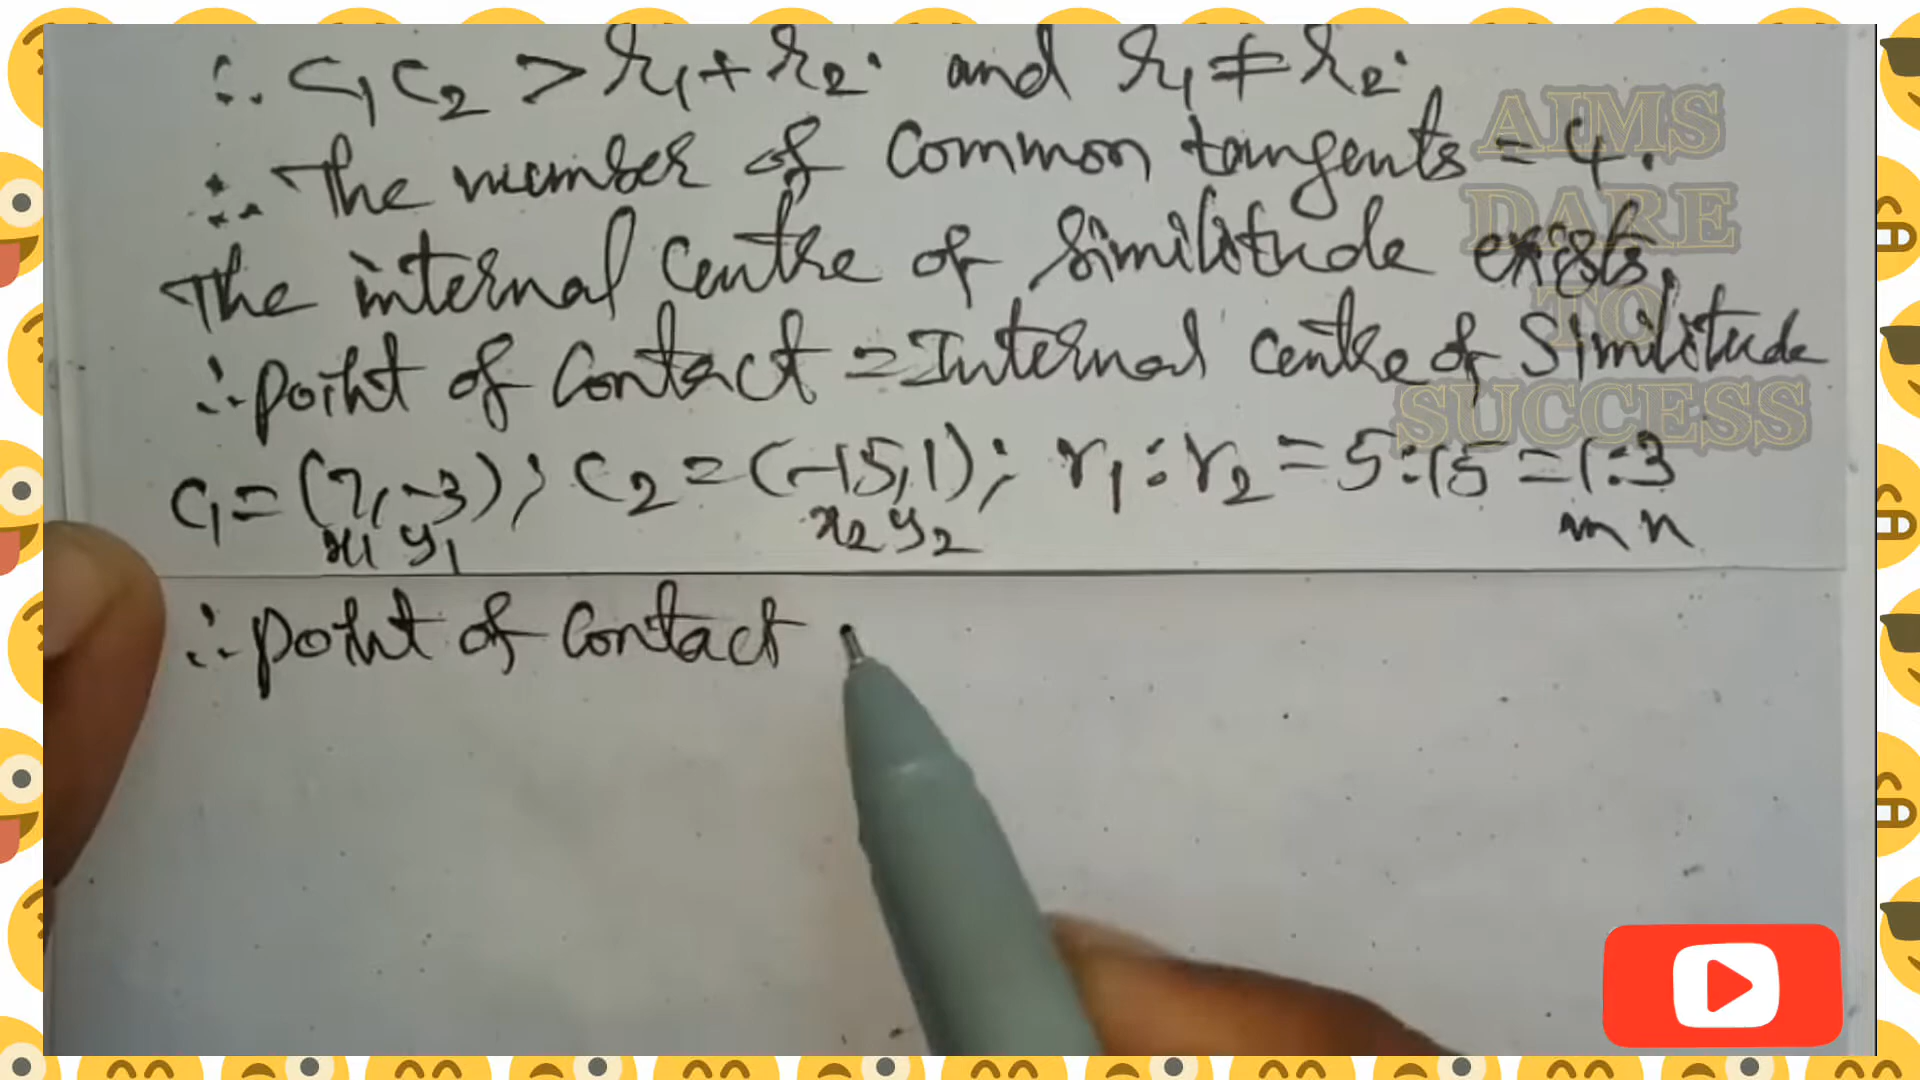 ∴ C₁C₂ > r₁ + r₂. and r₁ ≠ r₂.
∴ The number of common tangents = 4.
The internal centre of similitude exists.
∴ point of contact = Internal centre of similitude
C₁ = (7, -3); C₂ = (-15, 1); r₁ : r₂ = 5:15 = 1:3
x₁ y₁ x₂ y₂ m n
∴ point of contact
AIMS
DARE
TO
SUCCESS